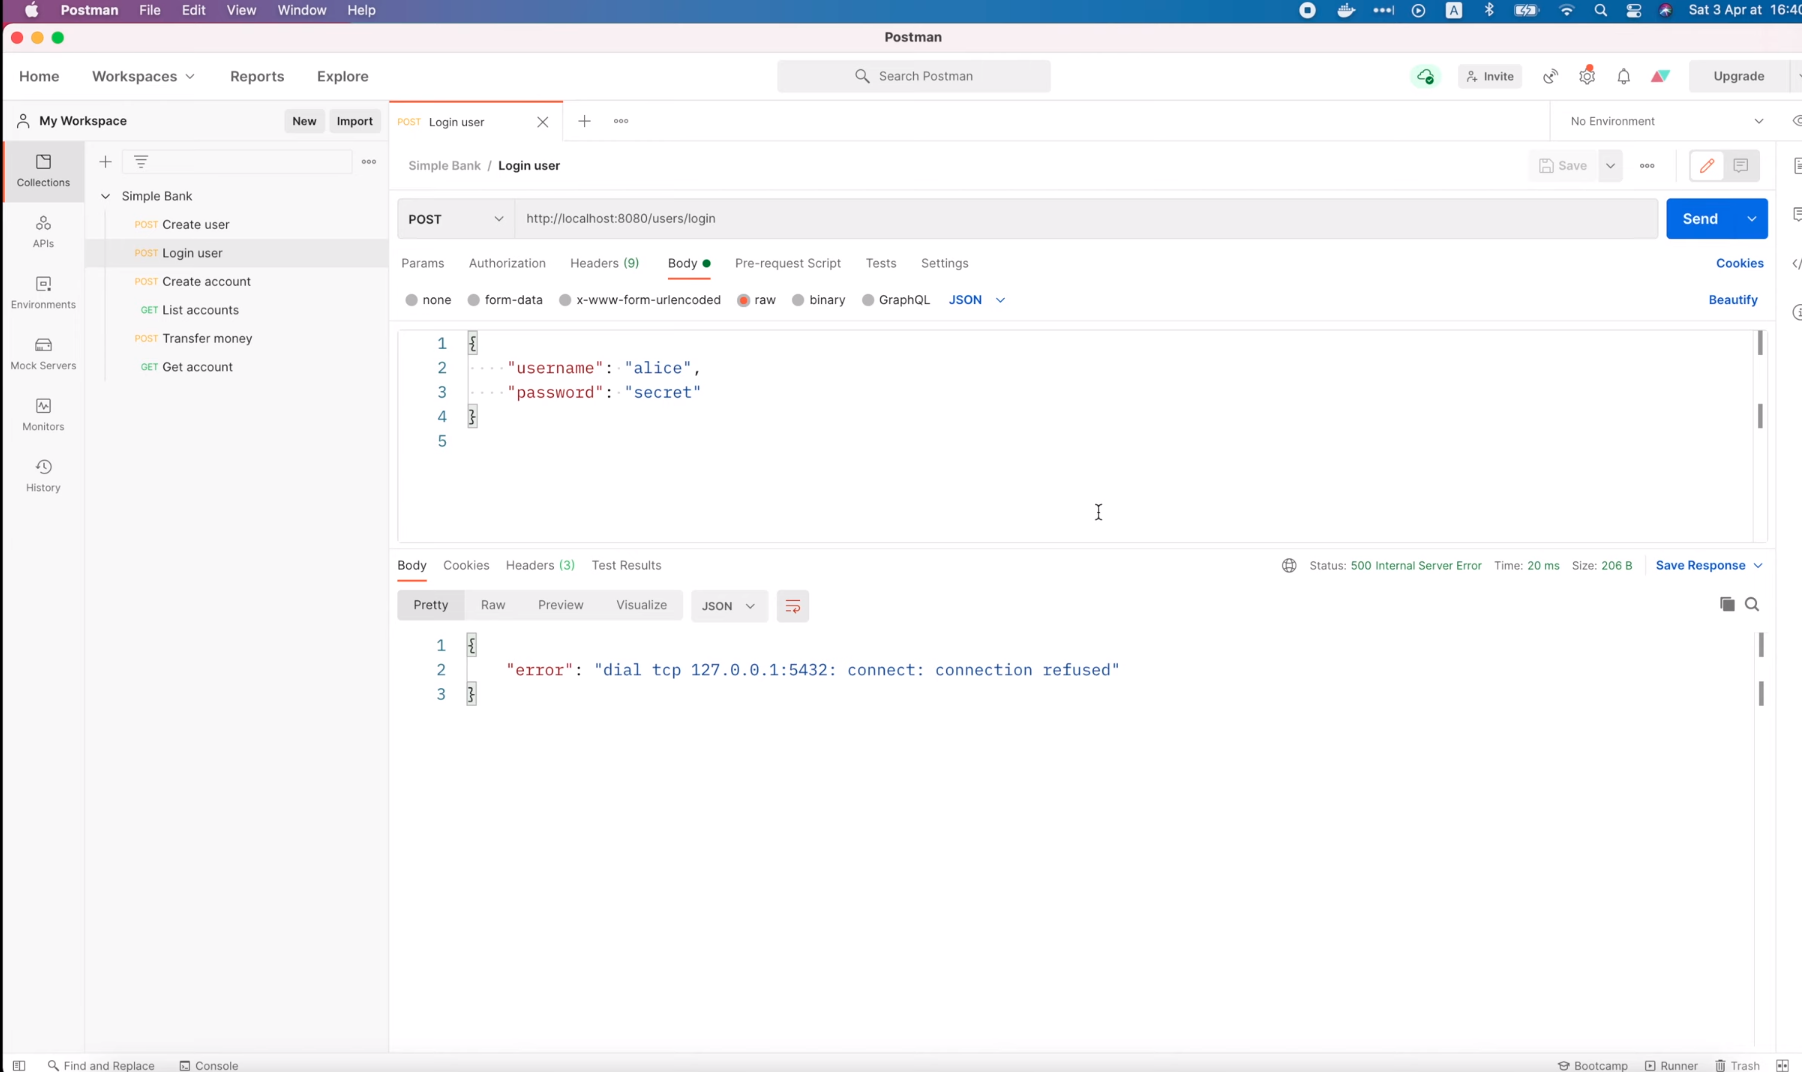 Postman File Edit View Window Help
A Sat 3 Apr at 16:40
Postman
Home Workspaces Reports Explore Search Postman Invite Upgrade
My Workspace New Import POST Login user No Environment
Simple Bank / Login user Save
Collections
Simple Bank
POST Create user
POST Login user
POST Create account
GET List accounts
POST Transfer money
GET Get account
APIs
Environments
Mock Servers
Monitors
History
POST http://localhost:8080/users/login Send
Params Authorization Headers (9) Body Pre-request Script Tests Settings Cookies
none form-data x-www-form-urlencoded raw binary GraphQL JSON Beautify
1 {
2 "username": "alice",
3 "password": "secret"
4 }
5
Body Cookies Headers (3) Test Results Status: 500 Internal Server Error Time: 20 ms Size: 206 B Save Response
Pretty Raw Preview Visualize JSON
1 {
2 "error": "dial tcp 127.0.0.1:5432: connect: connection refused"
3 }
Find and Replace Console Bootcamp Runner Trash